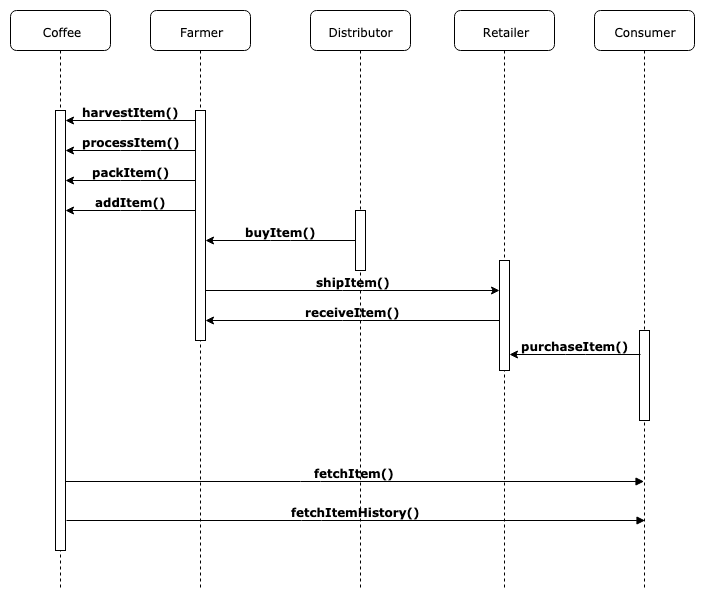 Coffee
Farmer
Distributor
Retailer
Consumer
harvestItem()
processItem()
packItem()
addItem()
buyItem()
shipItem()
receiveItem()
purchaseItem()
fetchItem()
fetchItemHistory()